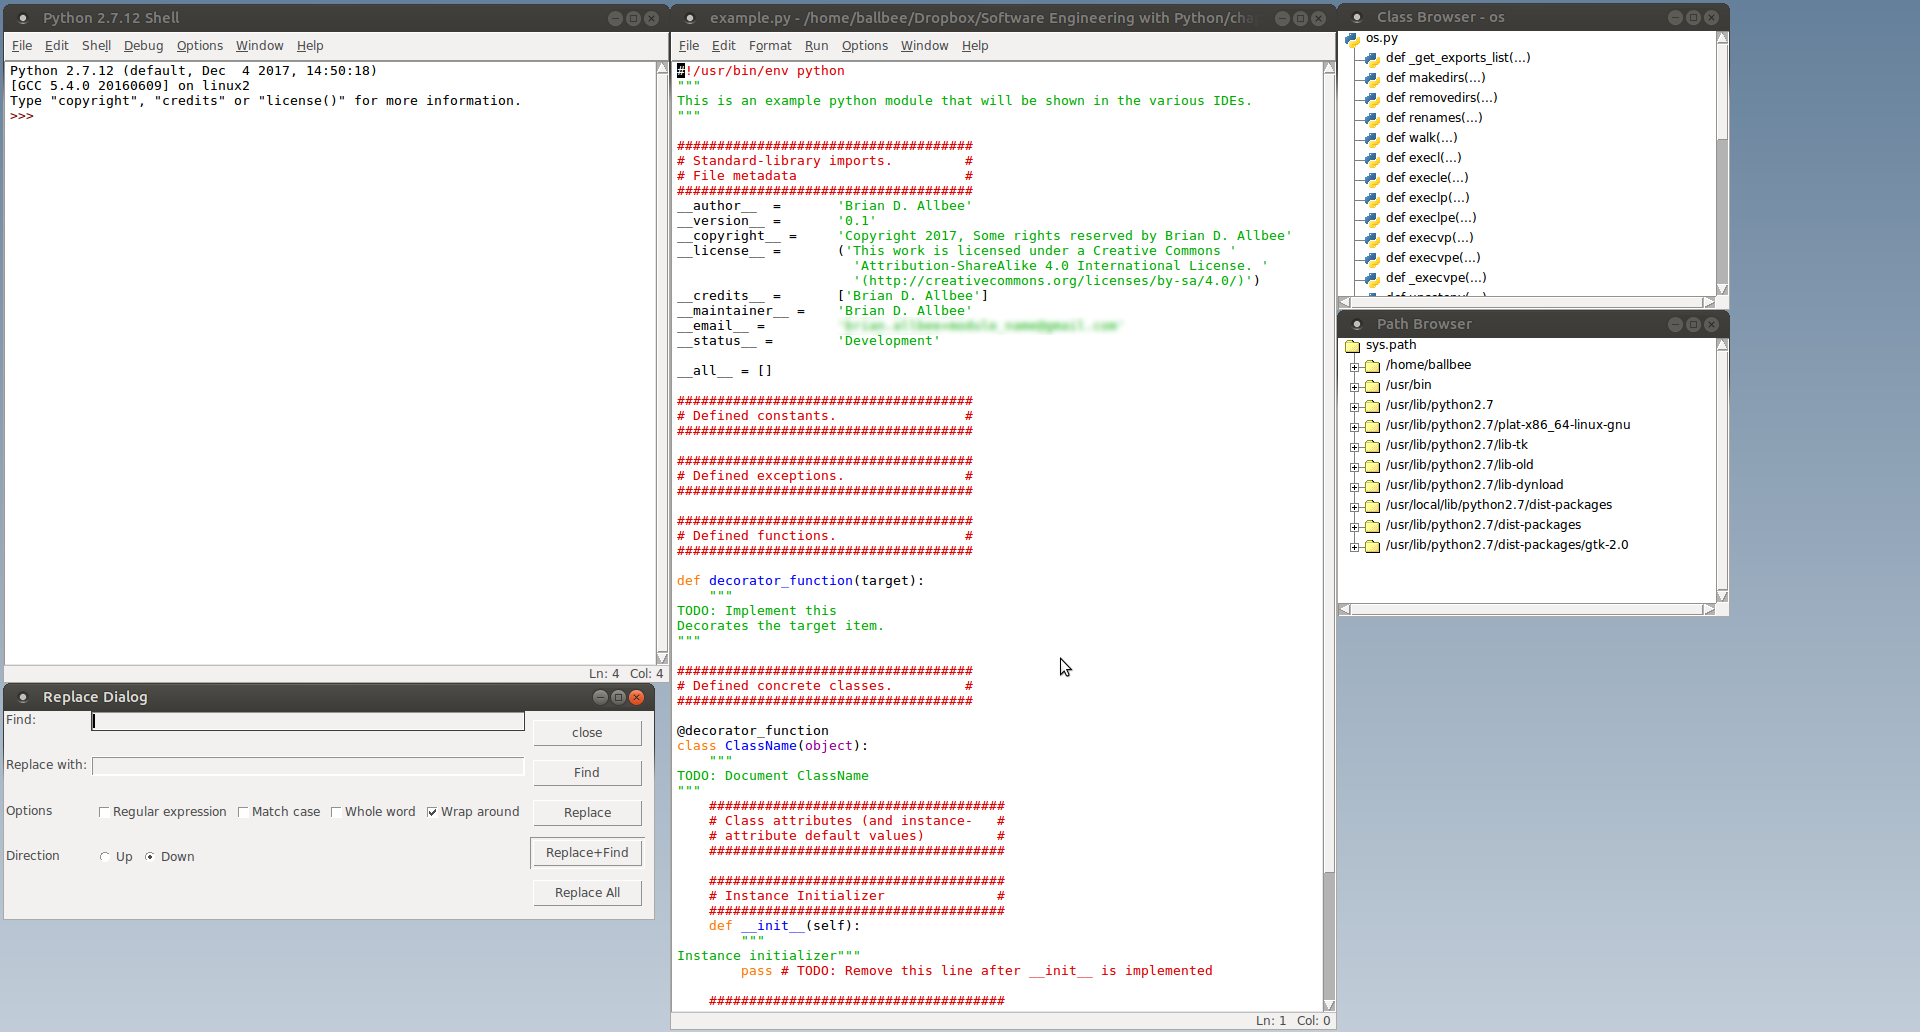 Python 2.7.12 Shell
File Edit Shell Debug Options Window Help
Python 2.7.12 (default, Dec  4 2017, 14:50:18)
[GCC 5.4.0 20160609] on linux2
Type "copyright", "credits" or "license()" for more information.
>>>
Ln: 4 Col: 4
Replace Dialog
Find:
close
Replace with:
Find
Options Regular expression Match case Whole word Wrap around
Replace
Direction Up Down
Replace+Find
Replace All
example.py - /home/ballbee/Dropbox/Software Engineering with Python/cha
File Edit Format Run Options Window Help
#!/usr/bin/env python
"""
This is an example python module that will be shown in the various IDEs.
"""
#####################################
# Standard-library imports.         #
# File metadata                     #
#####################################
__author__  =       'Brian D. Allbee'
__version__ =       '0.1'
__copyright__ =     'Copyright 2017, Some rights reserved by Brian D. Allbee'
__license__ =       ('This work is licensed under a Creative Commons '
                      'Attribution-ShareAlike 4.0 International License. '
                      '(http://creativecommons.org/licenses/by-sa/4.0/)')
__credits__ =       ['Brian D. Allbee']
__maintainer__ =    'Brian D. Allbee'
__email__ =
__status__ =        'Development'
__all__ = []
#####################################
# Defined constants.                #
#####################################
#####################################
# Defined exceptions.               #
#####################################
#####################################
# Defined functions.                #
#####################################
def decorator_function(target):
    """
TODO: Implement this
Decorates the target item.
"""
#####################################
# Defined concrete classes.         #
#####################################
@decorator_function
class ClassName(object):
    """
TODO: Document ClassName
"""
    #####################################
    # Class attributes (and instance-   #
    # attribute default values)         #
    #####################################
    #####################################
    # Instance Initializer              #
    #####################################
    def __init__(self):
        """
Instance initializer"""
        pass # TODO: Remove this line after __init__ is implemented
    #####################################
Ln: 1 Col: 0
Class Browser - os
os.py
def _get_exports_list(...)
def makedirs(...)
def removedirs(...)
def renames(...)
def walk(...)
def execl(...)
def execle(...)
def execlp(...)
def execlpe(...)
def execvp(...)
def execvpe(...)
def _execvpe(...)
Path Browser
sys.path
/home/ballbee
/usr/bin
/usr/lib/python2.7
/usr/lib/python2.7/plat-x86_64-linux-gnu
/usr/lib/python2.7/lib-tk
/usr/lib/python2.7/lib-old
/usr/lib/python2.7/lib-dynload
/usr/local/lib/python2.7/dist-packages
/usr/lib/python2.7/dist-packages
/usr/lib/python2.7/dist-packages/gtk-2.0